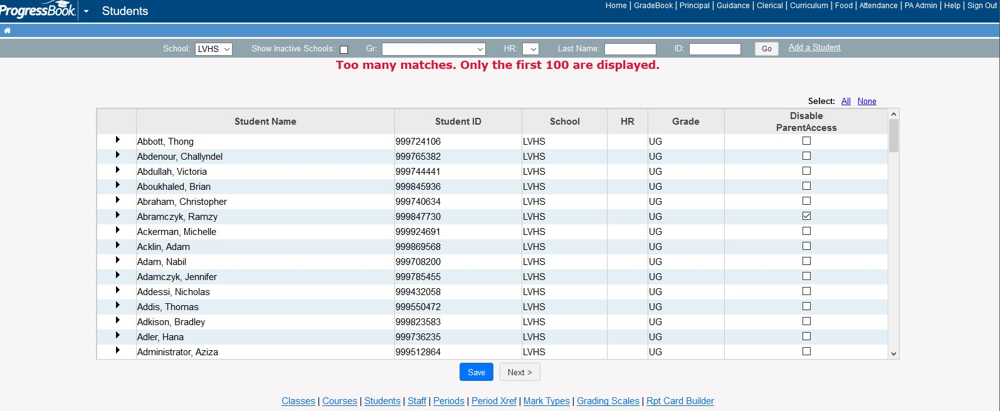 ProgressBook Students Home | GradeBook | Principal | Guidance | Clerical | Curriculum | Food | Attendance | PA Admin | Help | Sign Out
School: LVHS Show Inactive Schools: Gr: HR: Last Name: ID: Go Add a Student
Too many matches. Only the first 100 are displayed.
Select: All None
Student Name Student ID School HR Grade Disable ParentAccess
Abbott, Thong 999724106 LVHS UG
Abdenour, Challyndel 999765382 LVHS UG
Abdullah, Victoria 999744441 LVHS UG
Aboukhaled, Brian 999845936 LVHS UG
Abraham, Christopher 999740634 LVHS UG
Abramczyk, Ramzy 999847730 LVHS UG
Ackerman, Michelle 999924691 LVHS UG
Acklin, Adam 999869568 LVHS UG
Adam, Nabil 999708200 LVHS UG
Adamczyk, Jennifer 999785455 LVHS UG
Addessi, Nicholas 999432058 LVHS UG
Addis, Thomas 999550472 LVHS UG
Adkison, Bradley 999823583 LVHS UG
Adler, Hana 999736235 LVHS UG
Administrator, Aziza 999512864 LVHS UG
Save Next >
Classes | Courses | Students | Staff | Periods | Period Xref | Mark Types | Grading Scales | Rpt Card Builder